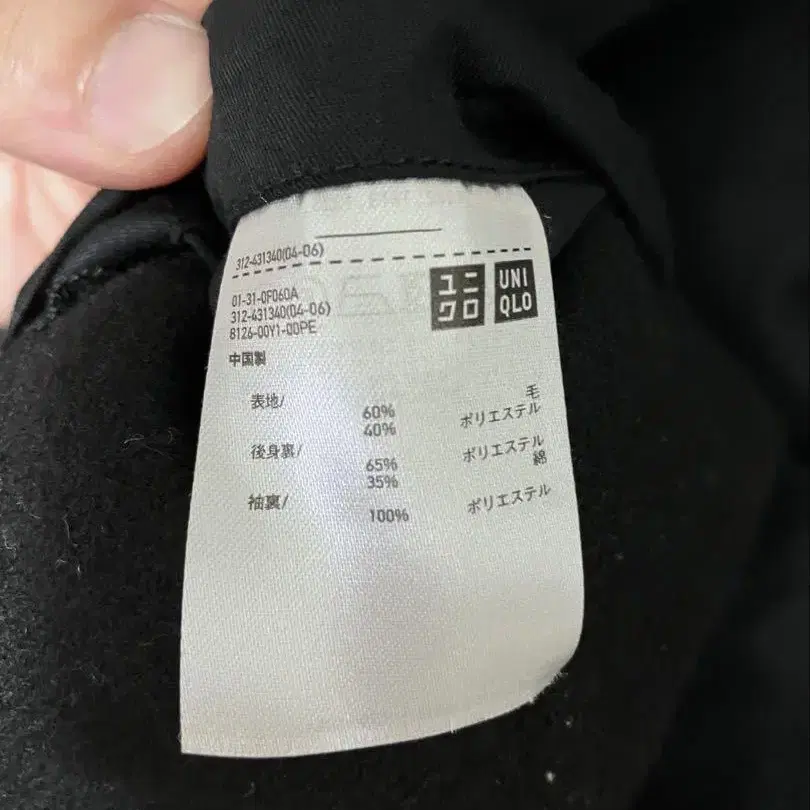 312-431340(04-06)
ユニ
クロ
UNI
QLO
01-31-0F060A
312-431340(04-06)
8126-00Y1-00PE
中国製
表地/
60% 毛
40% ポリエステル
後身裏/
65% ポリエステル
35% 綿
袖裏/
100% ポリエステル